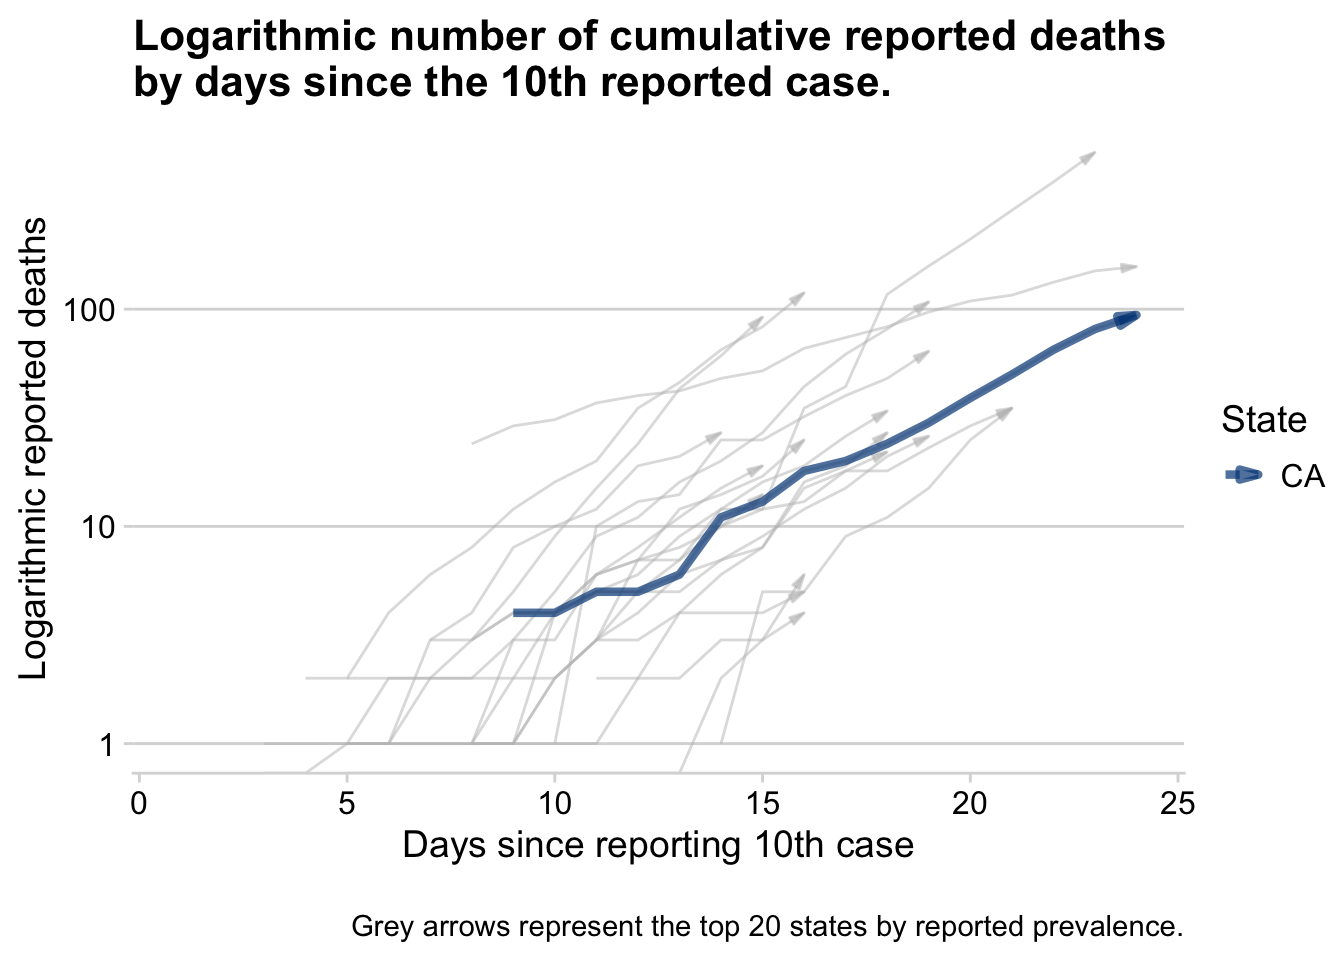 Logarithmic number of cumulative reported deaths
by days since the 10th reported case.
Logarithmic reported deaths
100
10
1
0 5 10 15 20 25
Days since reporting 10th case
State
CA
Grey arrows represent the top 20 states by reported prevalence.